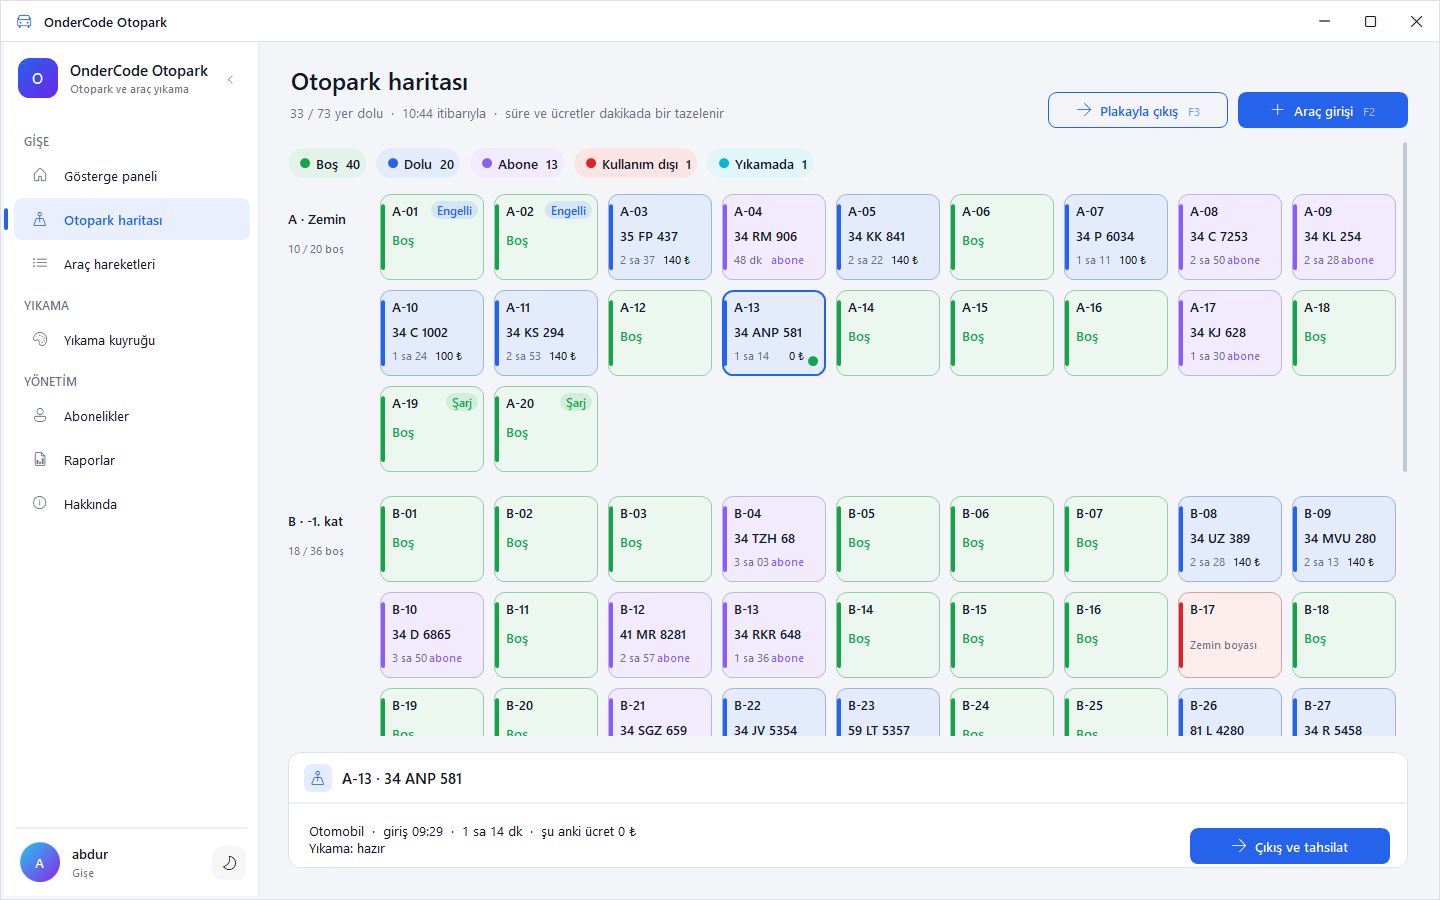 OnderCode Otopark
O
OnderCode Otopark
Otopark ve araç yıkama
GİŞE
Gösterge paneli
Otopark haritası
Araç hareketleri
YIKAMA
Yıkama kuyruğu
YÖNETİM
Abonelikler
Raporlar
Hakkında
A
abdur
Gişe
Otopark haritası
33 / 73 yer dolu · 10:44 itibarıyla · süre ve ücretler dakikada bir tazelenir
Plakayla çıkış F3
Araç girişi F2
Boş 40
Dolu 20
Abone 13
Kullanım dışı 1
Yıkamada 1
A · Zemin
10 / 20 boş
A-01 Engelli
Boş
A-02 Engelli
Boş
A-03
35 FP 437
2 sa 37 140 ₺
A-04
34 RM 906
48 dk abone
A-05
34 KK 841
2 sa 22 140 ₺
A-06
Boş
A-07
34 P 6034
1 sa 11 100 ₺
A-08
34 C 7253
2 sa 50 abone
A-09
34 KL 254
2 sa 28 abone
A-10
34 C 1002
1 sa 24 100 ₺
A-11
34 KS 294
2 sa 53 140 ₺
A-12
Boş
A-13
34 ANP 581
1 sa 14 0 ₺
A-14
Boş
A-15
Boş
A-16
Boş
A-17
34 KJ 628
1 sa 30 abone
A-18
Boş
A-19 Şarj
Boş
A-20 Şarj
Boş
B · -1. kat
18 / 36 boş
B-01
Boş
B-02
Boş
B-03
Boş
B-04
34 TZH 68
3 sa 03 abone
B-05
Boş
B-06
Boş
B-07
Boş
B-08
34 UZ 389
2 sa 28 140 ₺
B-09
34 MVU 280
2 sa 13 140 ₺
B-10
34 D 6865
3 sa 50 abone
B-11
Boş
B-12
41 MR 8281
2 sa 57 abone
B-13
34 RKR 648
1 sa 36 abone
B-14
Boş
B-15
Boş
B-16
Boş
B-17
Zemin boyası
B-18
Boş
B-19
Boş
B-20
Boş
B-21
34 SGZ 659
B-22
34 JV 5354
B-23
59 LT 5357
B-24
Boş
B-25
Boş
B-26
81 L 4280
B-27
34 R 5458
A-13 · 34 ANP 581
Otomobil · giriş 09:29 · 1 sa 14 dk · şu anki ücret 0 ₺
Yıkama: hazır
Çıkış ve tahsilat